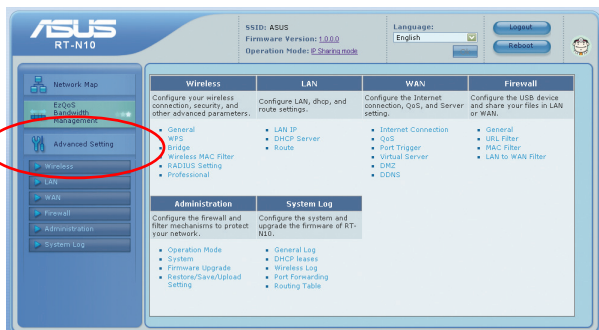 ASUS
RT-N10
SSID: ASUS
Firmware Version: 1.0.0.0
Operation Mode: IP Sharing mode
Language:
English
Logout
Reboot
Network Map
EzQoS
Bandwidth
Management
Advanced Setting
Wireless
LAN
WAN
Firewall
Administration
System Log
Wireless
Configure your wireless
connection, security, and
other advanced parameters.
General
WPS
Bridge
Wireless MAC Filter
RADIUS Setting
Professional
LAN
Configure LAN, dhcp, and
route settings.
LAN IP
DHCP Server
Route
WAN
Configure the Internet
connection, QoS, and Server
setting.
Internet Connection
QoS
Port Trigger
Virtual Server
DMZ
DDNS
Firewall
Configure the USB device
and share your files in LAN
or WAN.
General
URL Filter
MAC Filter
LAN to WAN Filter
Administration
Configure the firewall and
filter mechanisms to protect
your network.
Operation Mode
System
Firmware Upgrade
Restore/Save/Upload
Setting
System Log
Configure the system and
upgrade the firmware of RT-
N10.
General Log
DHCP leases
Wireless Log
Port Forwarding
Routing Table